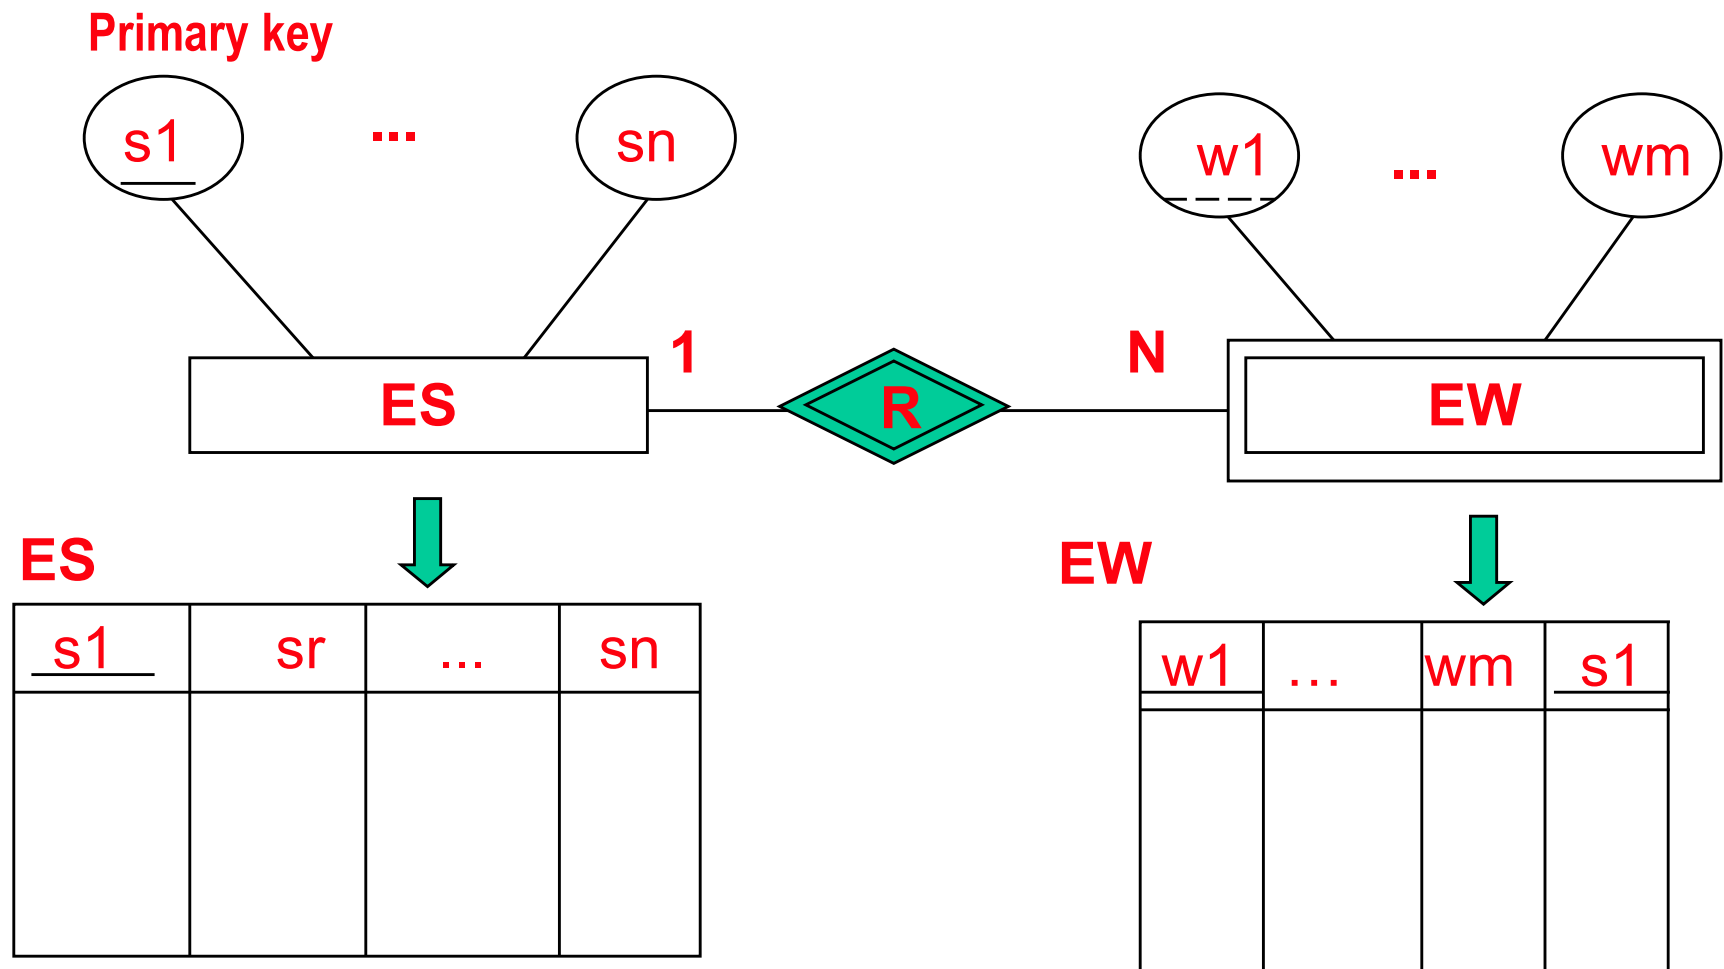 Primary key
s1 ... sn
w1 ... wm
ES 1 R N EW
ES
EW
s1 sr ... sn
w1 ... wm s1